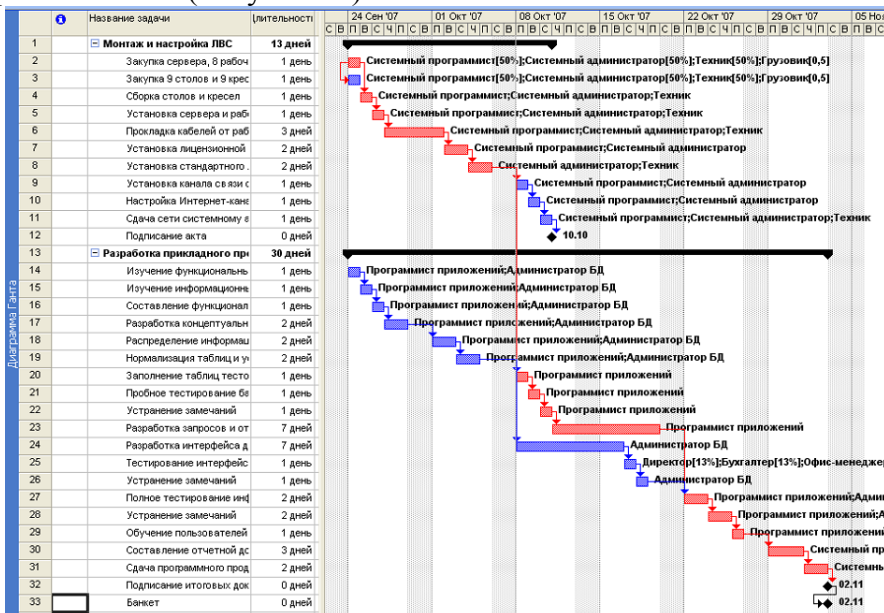 Название задачи
24 Сен '07 01 Окт '07 08 Окт '07 15 Окт '07 22 Окт '07 29 Окт '07 05 Но
С В П В С Ч П С В П В С Ч П С В П В С Ч П С В П В С Ч П С В П В С Ч П С В П В С Ч П С В П В
1 Монтаж и настройка ЛВС 13 дней
2 Закупка сервера, 8 рабоч 1 день Системный программист[50%];Системный администратор[50%];Техник[50%];Грузовик[0,5]
3 Закупка 9 столов и 9 крес 1 день Системный программист[50%];Системный администратор[50%];Техник[50%];Грузовик[0,5]
4 Сборка столов и кресел 1 день Системный программист;Системный администратор;Техник
5 Установка сервера и раб 1 день Системный программист;Системный администратор;Техник
6 Прокладка кабелей от раб 3 дней Системный программист;Системный администратор;Техник
7 Установка лицензионной 2 дней Системный программист;Системный администратор
8 Установка стандартного 2 дней Системный администратор;Техник
9 Установка канала связи с 1 день Системный программист;Системный администратор
10 Настройка Интернет-кана 1 день Системный программист;Системный администратор
11 Сдача сети системному а 1 день Системный программист;Системный администратор;Техник
12 Подписание акта 0 дней 10.10
13 Разработка прикладного пр 30 дней
14 Изучение функциональн 1 день Программист приложений;Администратор БД
15 Изучение информационн 1 день Программист приложений;Администратор БД
16 Составление функционал 1 день Программист приложений;Администратор БД
17 Разработка концептуальн 2 дней Программист приложений;Администратор БД
18 Распределение информац 2 дней Программист приложений;Администратор БД
19 Нормализация таблиц и 2 дней Программист приложений;Администратор БД
20 Заполнение таблиц тесто 1 день Программист приложений
21 Пробное тестирование ба 1 день Программист приложений
22 Устранение замечаний 1 день Программист приложений
23 Разработка запросов и от 7 дней Программист приложений
24 Разработка интерфейса д 7 дней Администратор БД
25 Тестирование интерфейс 1 день Директор[13%];Бухгалтер[13%];Офис-менедже
26 Устранение замечаний 1 день Администратор БД
27 Полное тестирование ин 2 дней Программист приложений;Адми
28 Устранение замечаний 2 дней Программист приложений;А
29 Обучение пользователей 1 день Программист приложений
30 Составление отчетной до 3 дней Системный пр
31 Сдача программного прод 2 дней Системн
32 Подписание итоговых док 0 дней 02.11
33 Банкет 0 дней 02.11
Диаграмма Ганта